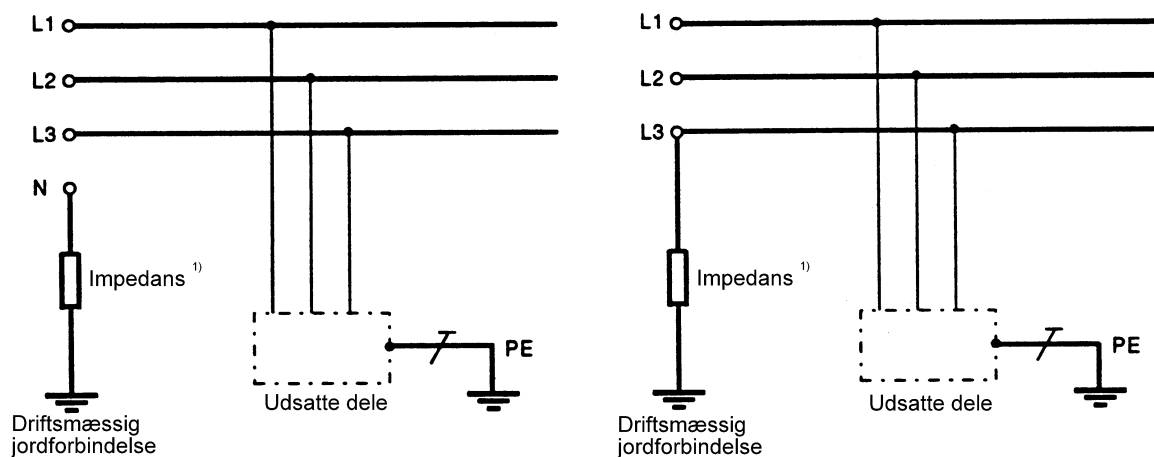 L1
L2
L3
N
Impedans 1)
PE
Udsatte dele
Driftsmæssig
jordforbindelse
L1
L2
L3
Impedans 1)
PE
Udsatte dele
Driftsmæssig
jordforbindelse